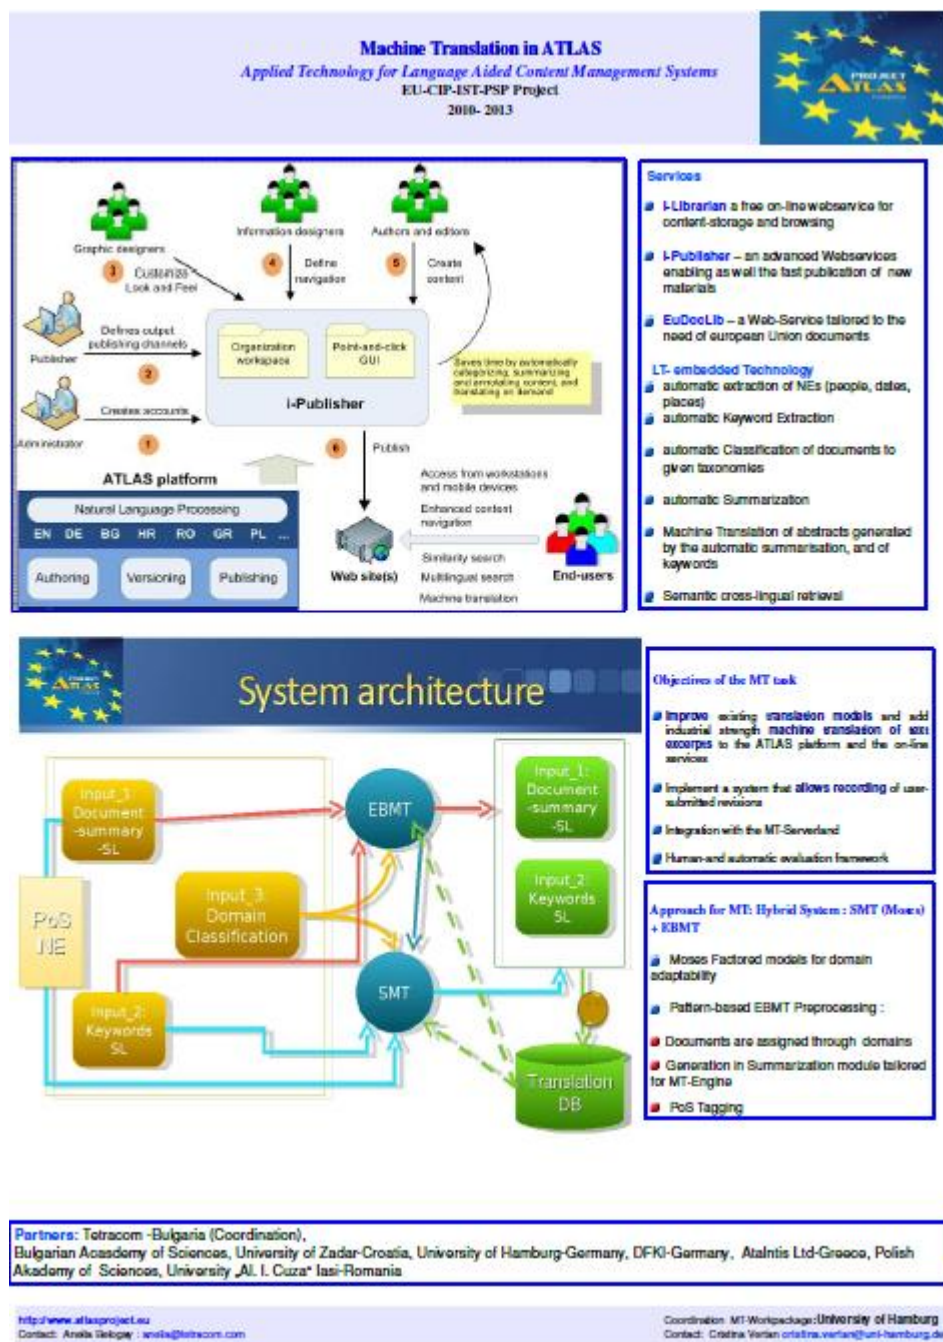 Machine Translation in ATLAS
Applied Technology for Language Aided Content Management Systems
EU-CIP-IST-PSP Project
2010- 2013
PROJECT
ATLAS
Graphic designers
Information designers
Authors and editors
3
Customize
Look and Feel
4
Define
navigation
5
Create
content
Publisher
Defines output
publishing channels
2
Organization
workspace
Point-and-click
GUI
i-Publisher
Saves time by automatically
categorizing, summarizing
and annotating content, and
translating on demand
Administrator
Creates accounts
1
6
Publish
ATLAS platform
Natural Language Processing
EN DE BG HR RO GR PL ...
Authoring
Versioning
Publishing
Access from workstations
and mobile devices
Enhanced content
navigation
Similarity search
Multilingual search
Machine translation
Web site(s)
End-users
Services
i-Librarian a free on-line webservice for
content-storage and browsing
i-Publisher – an advanced Webservices
enabling as well the fast publication of new
materials
EuDocLib – a Web-Service tailored to the
need of european Union documents
LT- embedded Technology
automatic extraction of NEs (people, dates,
places)
automatic Keyword Extraction
automatic Classification of documents to
given taxonomies
automatic Summarization
Machine Translation of abstracts generated
by the automatic summarisation, and of
keywords
Semantic cross-lingual retrieval
ATLAS
System architecture
Input_1:
Document
-summary
-SL
PoS
NE
Input_3:
Domain
Classification
Input_2:
Keywords
SL
EBMT
SMT
Input_1:
Document
-summary
-SL
Input_2:
Keywords
SL
Translation
DB
Objectives of the MT task
Improve existing translation models and add
industrial strength machine translation of text
excerpts to the ATLAS platform and the on-line
services
Implement a system that allows recording of user-
submitted revisions
Integration with the MT-Serverland
Human-and automatic evaluation framework
Approach for MT: Hybrid System : SMT (Moses)
+ EBMT
Moses Factored models for domain
adaptability
Pattern-based EBMT Preprocessing :
Documents are assigned through domains
Generation in Summarization module tailored
for MT-Engine
PoS Tagging
Partners: Tetracom -Bulgaria (Coordination),
Bulgarian Acasdemy of Sciences, University of Zadar-Croatia, University of Hamburg-Germany, DFKI-Germany, Atalntis Ltd-Greece, Polish
Akademy of Sciences, University „Al. I. Cuza“ Iasi-Romania
http://www.atlasproject.eu
Contact: Anelia Belogay : anelia@tetracom.com
Coordination MT-Workpackage:University of Hamburg
Contact: Cristina Vertan cristina.vertan@uni-hamburg.de